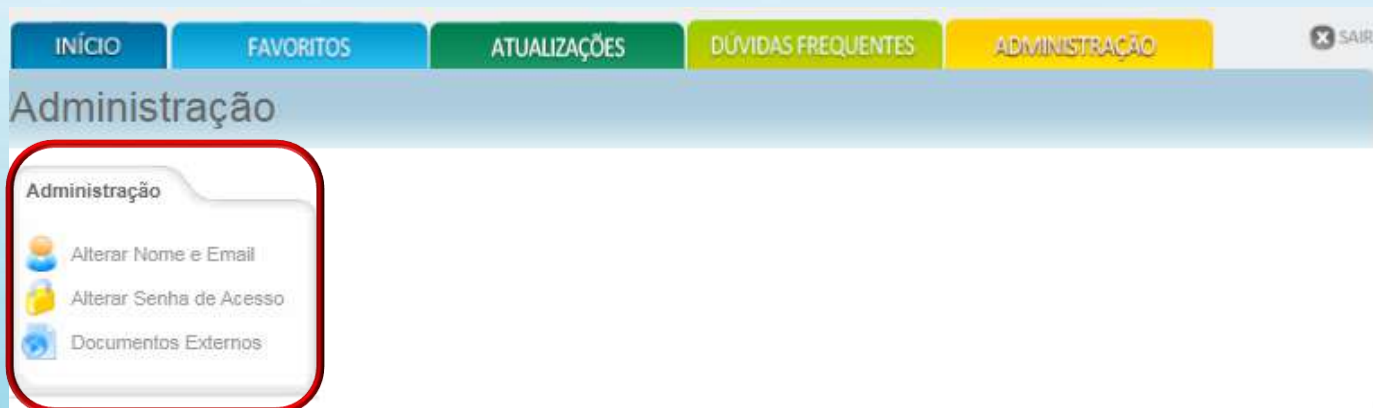 INÍCIO FAVORITOS ATUALIZAÇÕES DÚVIDAS FREQUENTES ADMINISTRAÇÃO SAIR
Administração
Administração
Alterar Nome e Email
Alterar Senha de Acesso
Documentos Externos